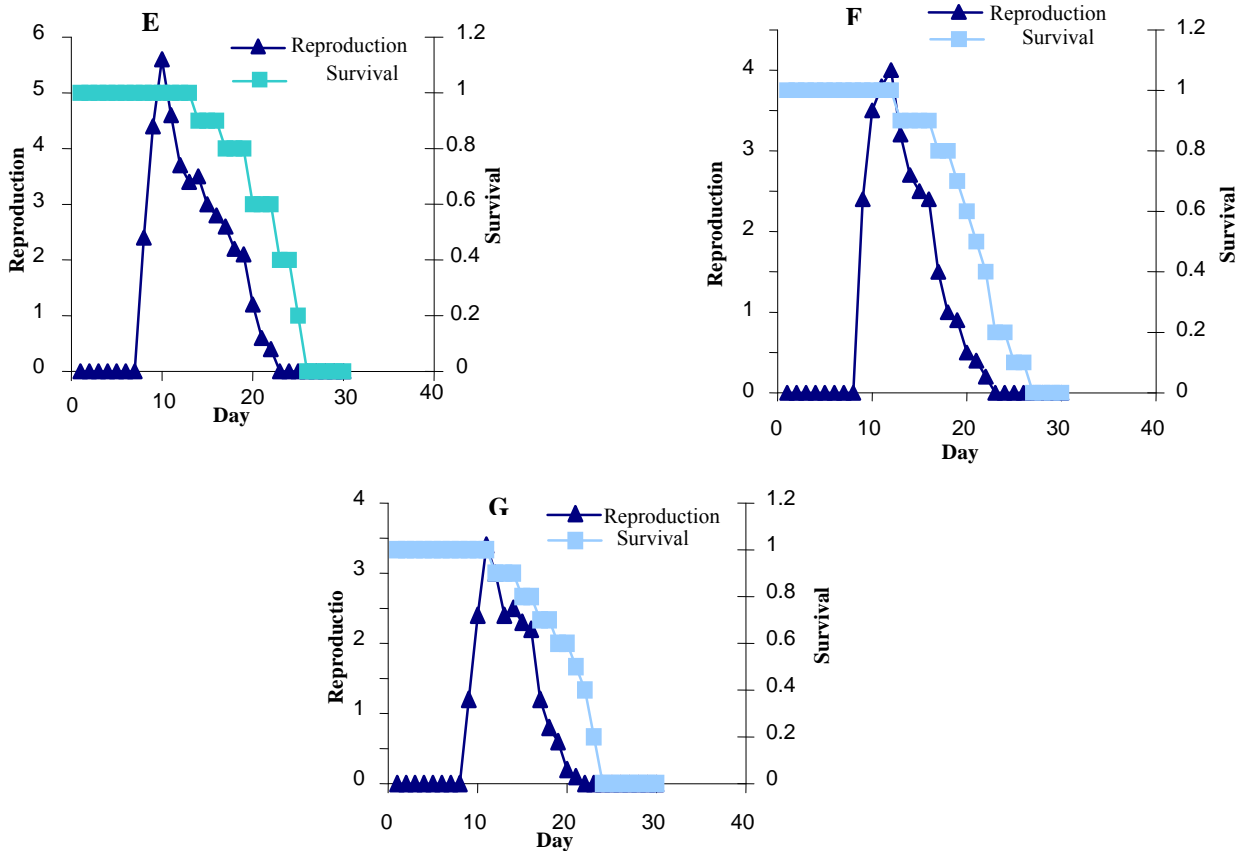 E
Reproduction
Survival
6
5
4
3
2
1
0
Reproduction
1.2
1
0.8
0.6
0.4
0.2
0
Survival
0
10
20
30
40
Day
F
Reproduction
Survival
4
3
2
1
0
Reproduction
1.2
1
0.8
0.6
0.4
0.2
0
Survival
0
10
20
30
40
Day
G
Reproduction
Survival
4
3
2
1
0
Reproductio
1.2
1
0.8
0.6
0.4
0.2
0
Survival
0
10
20
30
40
Day